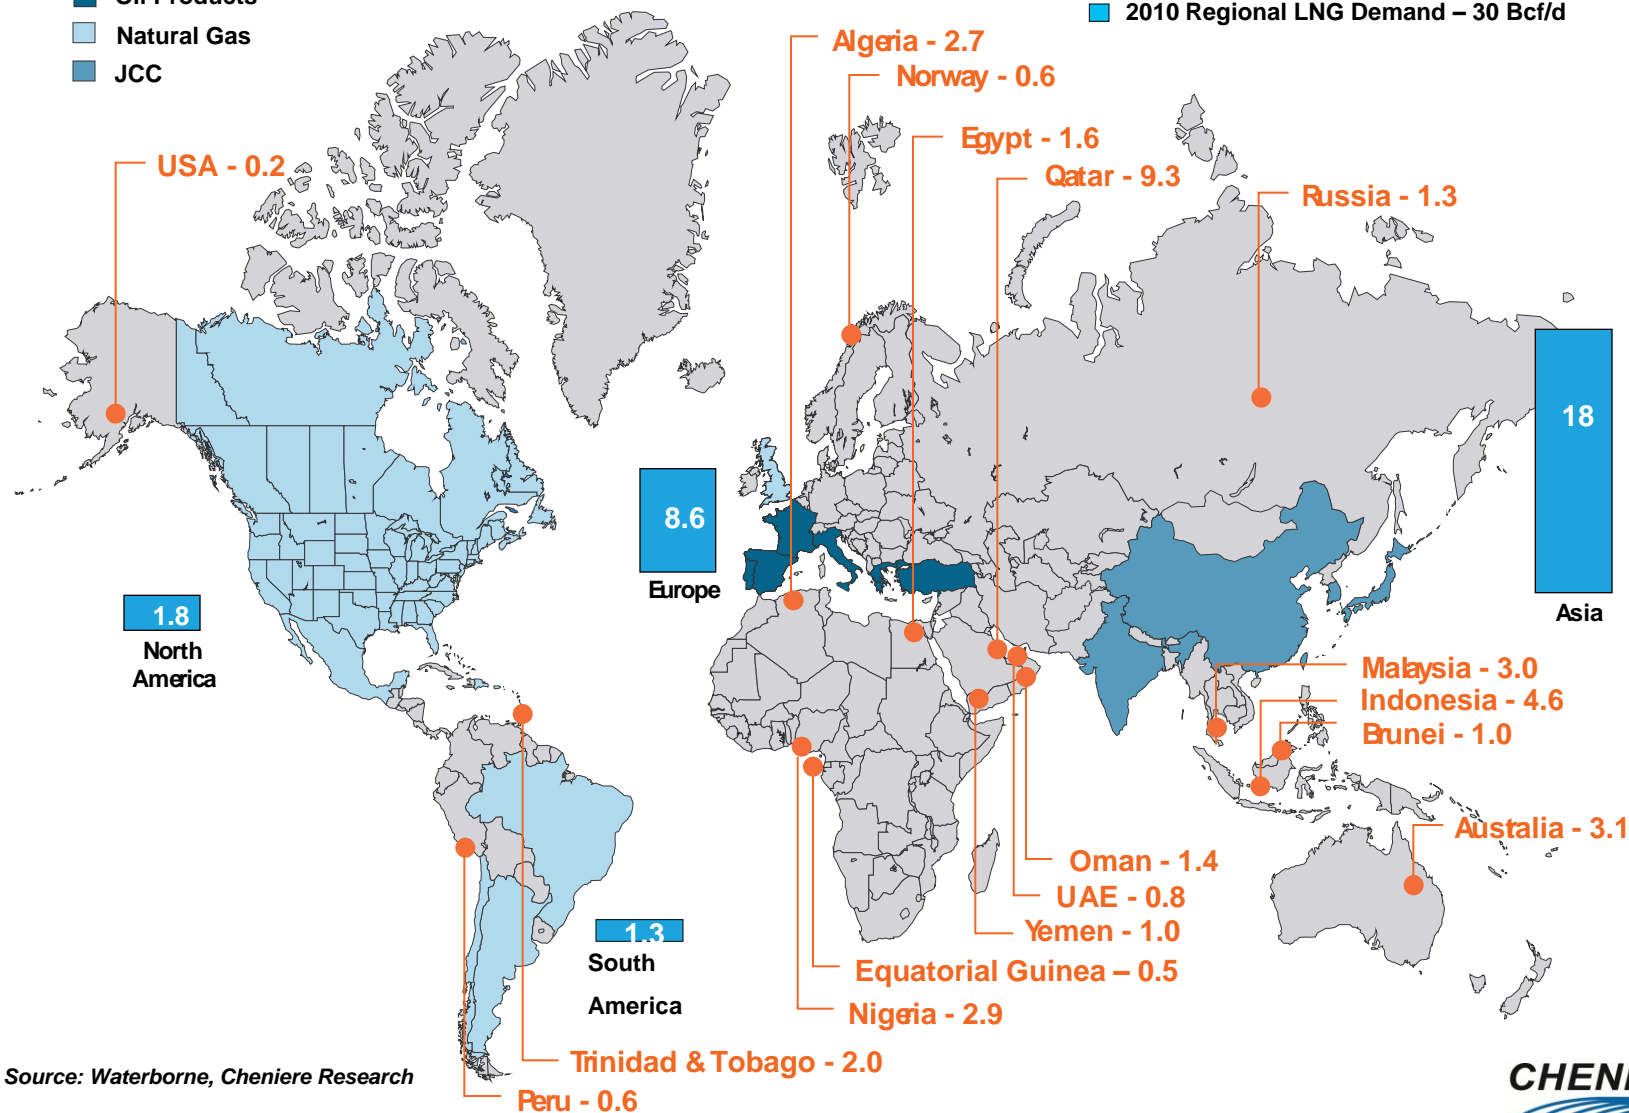 Natural Gas
JCC
2010 Regional LNG Demand – 30 Bcf/d
Algeria - 2.7
Norway - 0.6
Egypt - 1.6
USA - 0.2
Qatar - 9.3
Russia - 1.3
18
8.6
Europe
1.8
Asia
North
America
Malaysia - 3.0
Indonesia - 4.6
Brunei - 1.0
Australia - 3.1
Oman - 1.4
UAE - 0.8
1.3
Yemen - 1.0
South
America
Equatorial Guinea – 0.5
Nigeria - 2.9
Trinidad & Tobago - 2.0
Source: Waterborne, Cheniere Research
Peru - 0.6